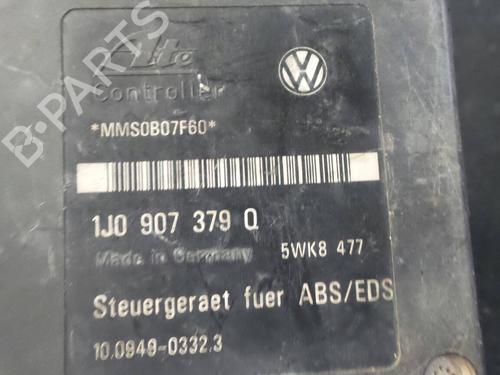 Ate
VW
Controller
*MMS0B07F60*
1J0 907 379 Q
Made in Germany 5WK8 477
Steuergeraet fuer ABS/EDS
10.0949-0332.3